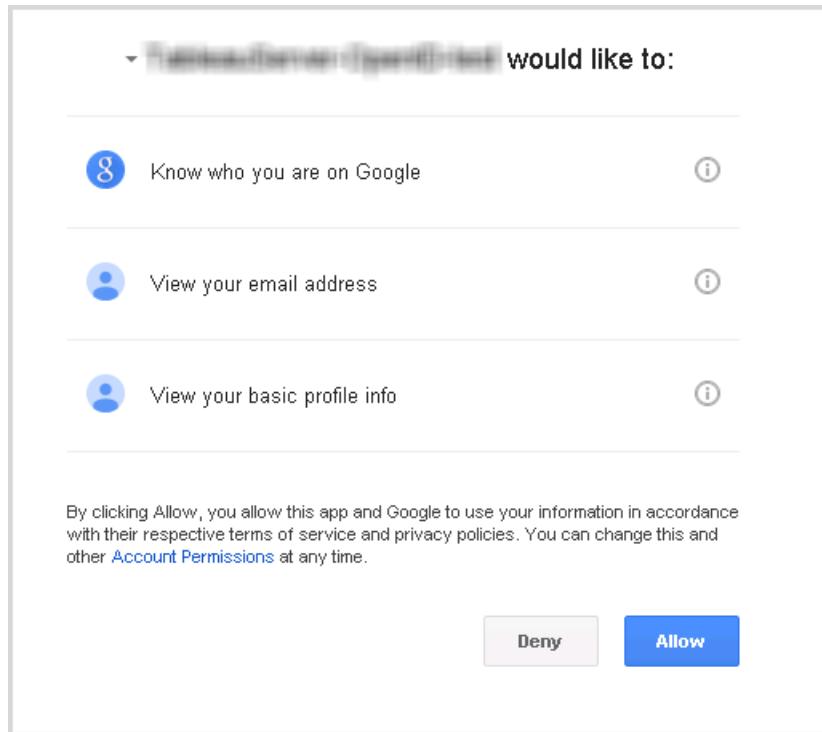 would like to:
g
Know who you are on Google
View your email address
View your basic profile info
By clicking Allow, you allow this app and Google to use your information in accordance
with their respective terms of service and privacy policies. You can change this and
other Account Permissions at any time.
Deny
Allow